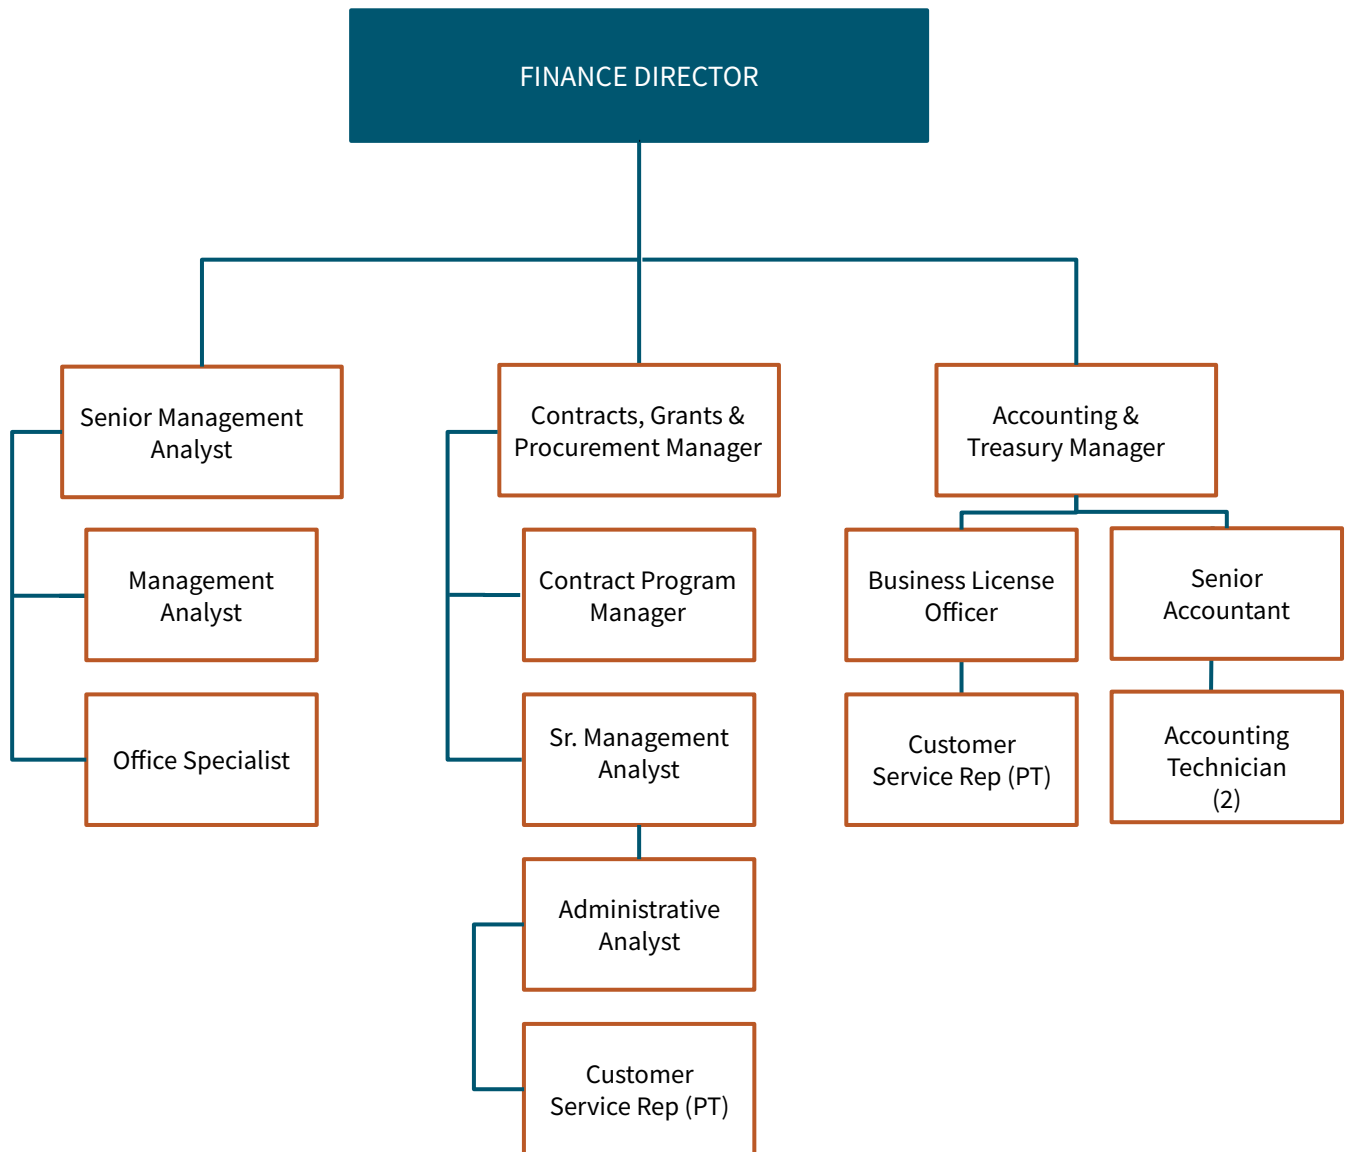 FINANCE DIRECTOR
Senior Management
Analyst
Contracts, Grants &
Procurement Manager
Accounting &
Treasury Manager
Management
Analyst
Contract Program
Manager
Business License
Officer
Senior
Accountant
Office Specialist
Sr. Management
Analyst
Customer
Service Rep (PT)
Accounting
Technician
(2)
Administrative
Analyst
Customer
Service Rep (PT)